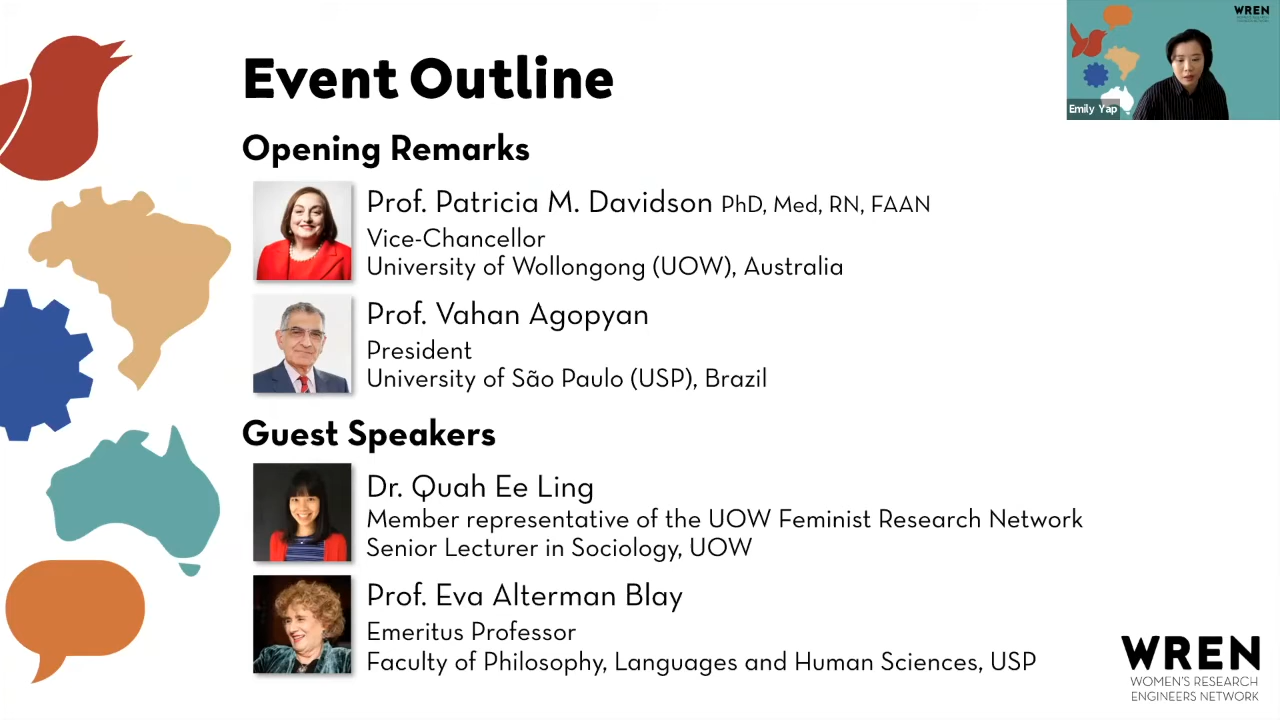 Event Outline
Opening Remarks
Prof. Patricia M. Davidson PhD, Med, RN, FAAN
Vice-Chancellor
University of Wollongong (UOW), Australia
Prof. Vahan Agopyan
President
University of São Paulo (USP), Brazil
Guest Speakers
Dr. Quah Ee Ling
Member representative of the UOW Feminist Research Network
Senior Lecturer in Sociology, UOW
Prof. Eva Alterman Blay
Emeritus Professor
Faculty of Philosophy, Languages and Human Sciences, USP
WREN
Emily Yap
WREN
WOMEN'S RESEARCH
ENGINEERS NETWORK